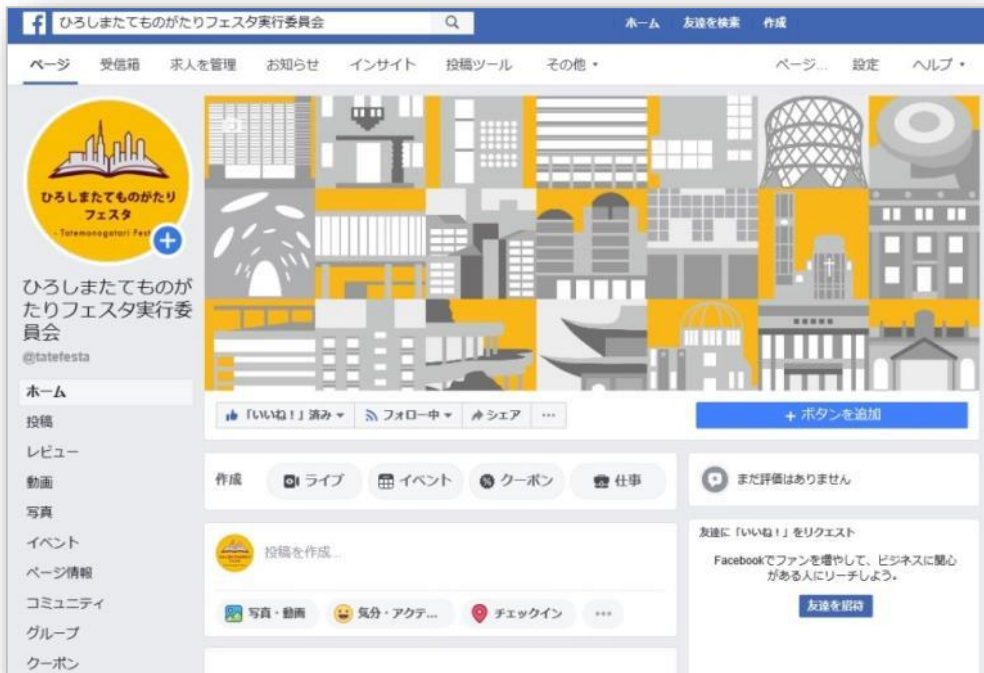 ひろしまたてものがたりフェスタ実行委員会
ホーム 友達を検索 作成
ページ 受信箱 求人を管理 お知らせ インサイト 投稿ツール その他 ページ... 設定 ヘルプ
ひろしまたてものがたり
フェスタ
- Tatemonogatari Fest
ひろしまたてものが
たりフェスタ実行委
員会
@tatefesta
ホーム
投稿
レビュー
動画
写真
イベント
ページ情報
コミュニティ
グループ
クーポン
「いいね!」済み フォロー中 シェア ...
+ ボタンを追加
作成 ライブ イベント クーポン 仕事
投稿を作成...
写真・動画 気分・アクテ... チェックイン ...
まだ評価はありません
友達に「いいね!」をリクエスト
Facebookでファンを増やして、ビジネスに関心
がある人にリーチしよう。
友達を招待